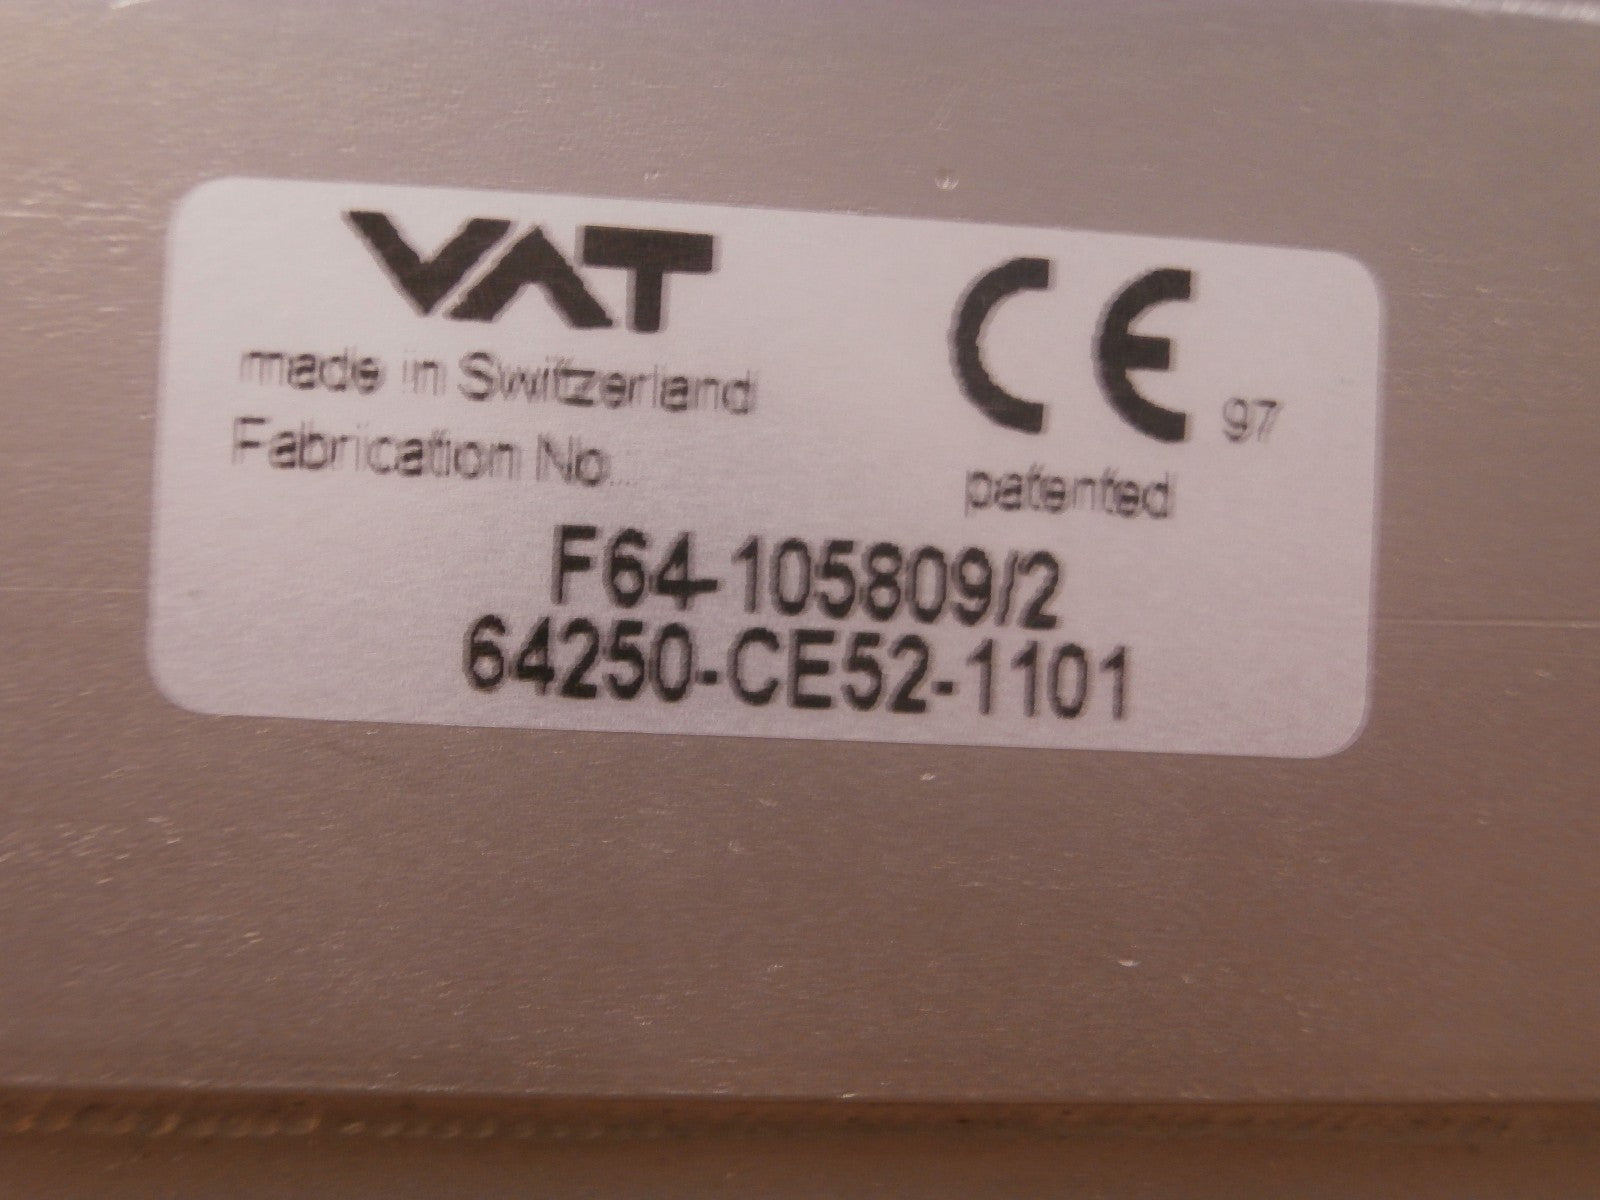 VAT
CE 97
made in Switzerland
Fabrication No...
patented
F64-105809/2
64250-CE52-1101